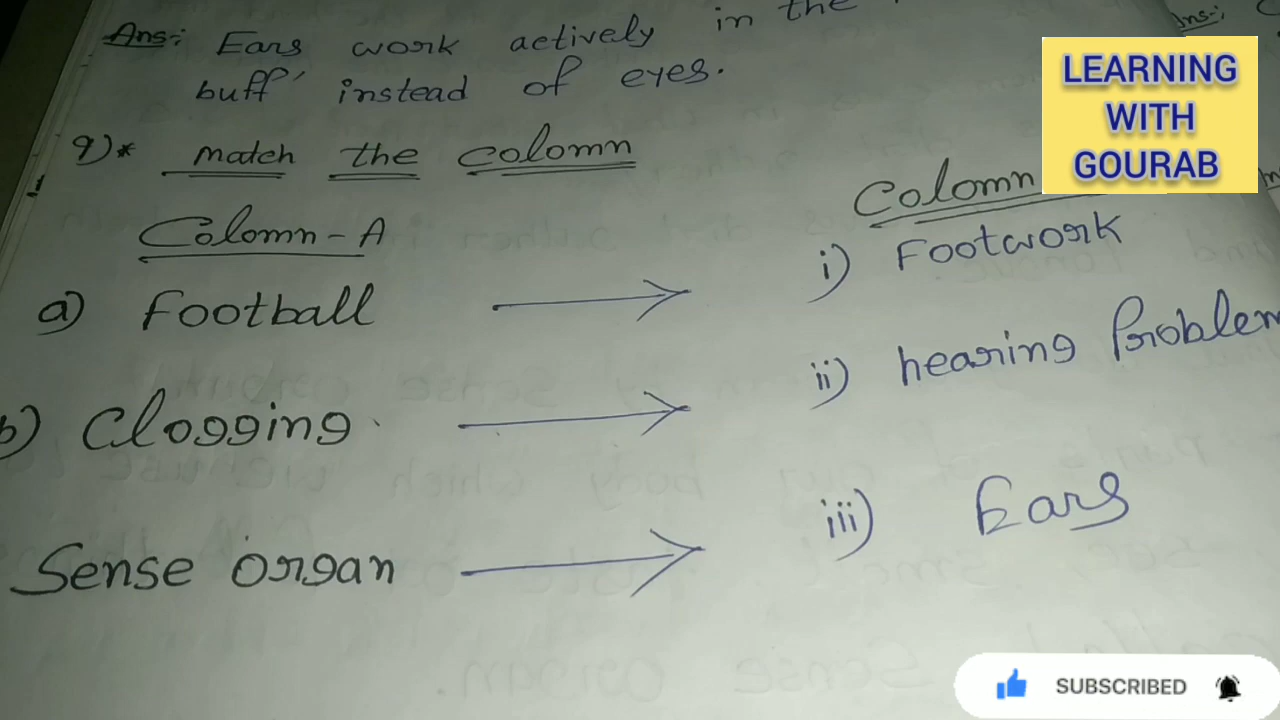 Ans:- Ears work actively in the
buff' instead of eyes.
9)* match the colomn
Colomn-A
Colomn
a) Football → i) Footwork
b) Clogging → ii) hearing Problem
Sense organ → iii) Ears
Ans:-
LEARNING
WITH
GOURAB
SUBSCRIBED